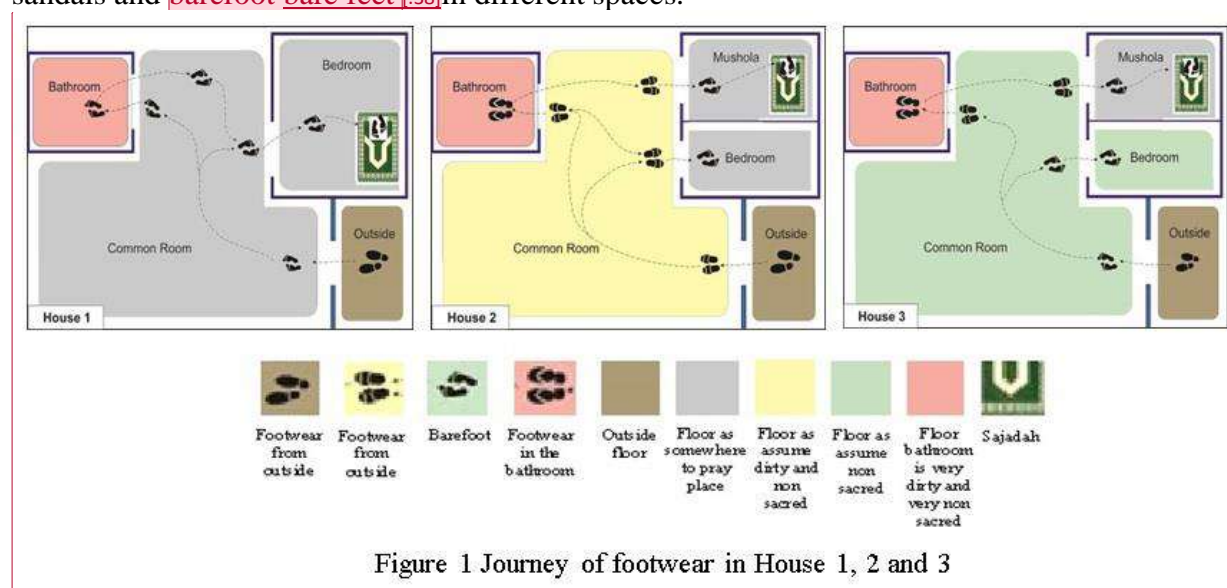 sandals and barefoot bare feet [.58]in different spaces.
Bathroom
Bedroom
Common Room
Outside
House 1
Bathroom
Mushola
Bedroom
Common Room
Outside
House 2
Bathroom
Mushola
Bedroom
Common Room
Outside
House 3
Footwear
from
outside
Footwear
from
outside
Barefoot
Footwear
in the
bathroom
Outside
floor
Floor as
somewhere
to pray
place
Floor as
assume
dirty and
non
sacred
Floor as
assume
non
sacred
Floor
bathroom
is very
dirty and
very non
sacred
Sajadah
Figure 1 Journey of footwear in House 1, 2 and 3